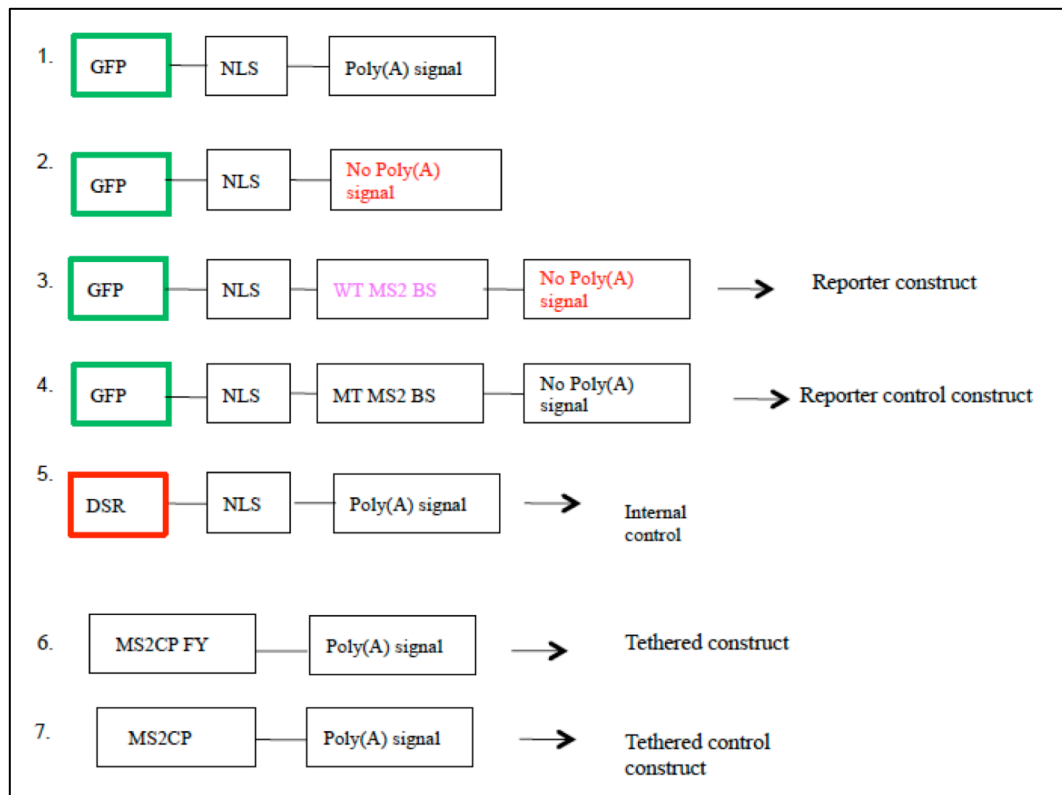 1. GFP NLS Poly(A) signal
2. GFP NLS No Poly(A)
signal
3. GFP NLS WT MS2 BS No Poly(A)
signal Reporter construct
4. GFP NLS MT MS2 BS No Poly(A)
signal Reporter control construct
5. DSR NLS Poly(A) signal Internal
control
6. MS2CP FY Poly(A) signal Tethered construct
7. MS2CP Poly(A) signal Tethered control
construct